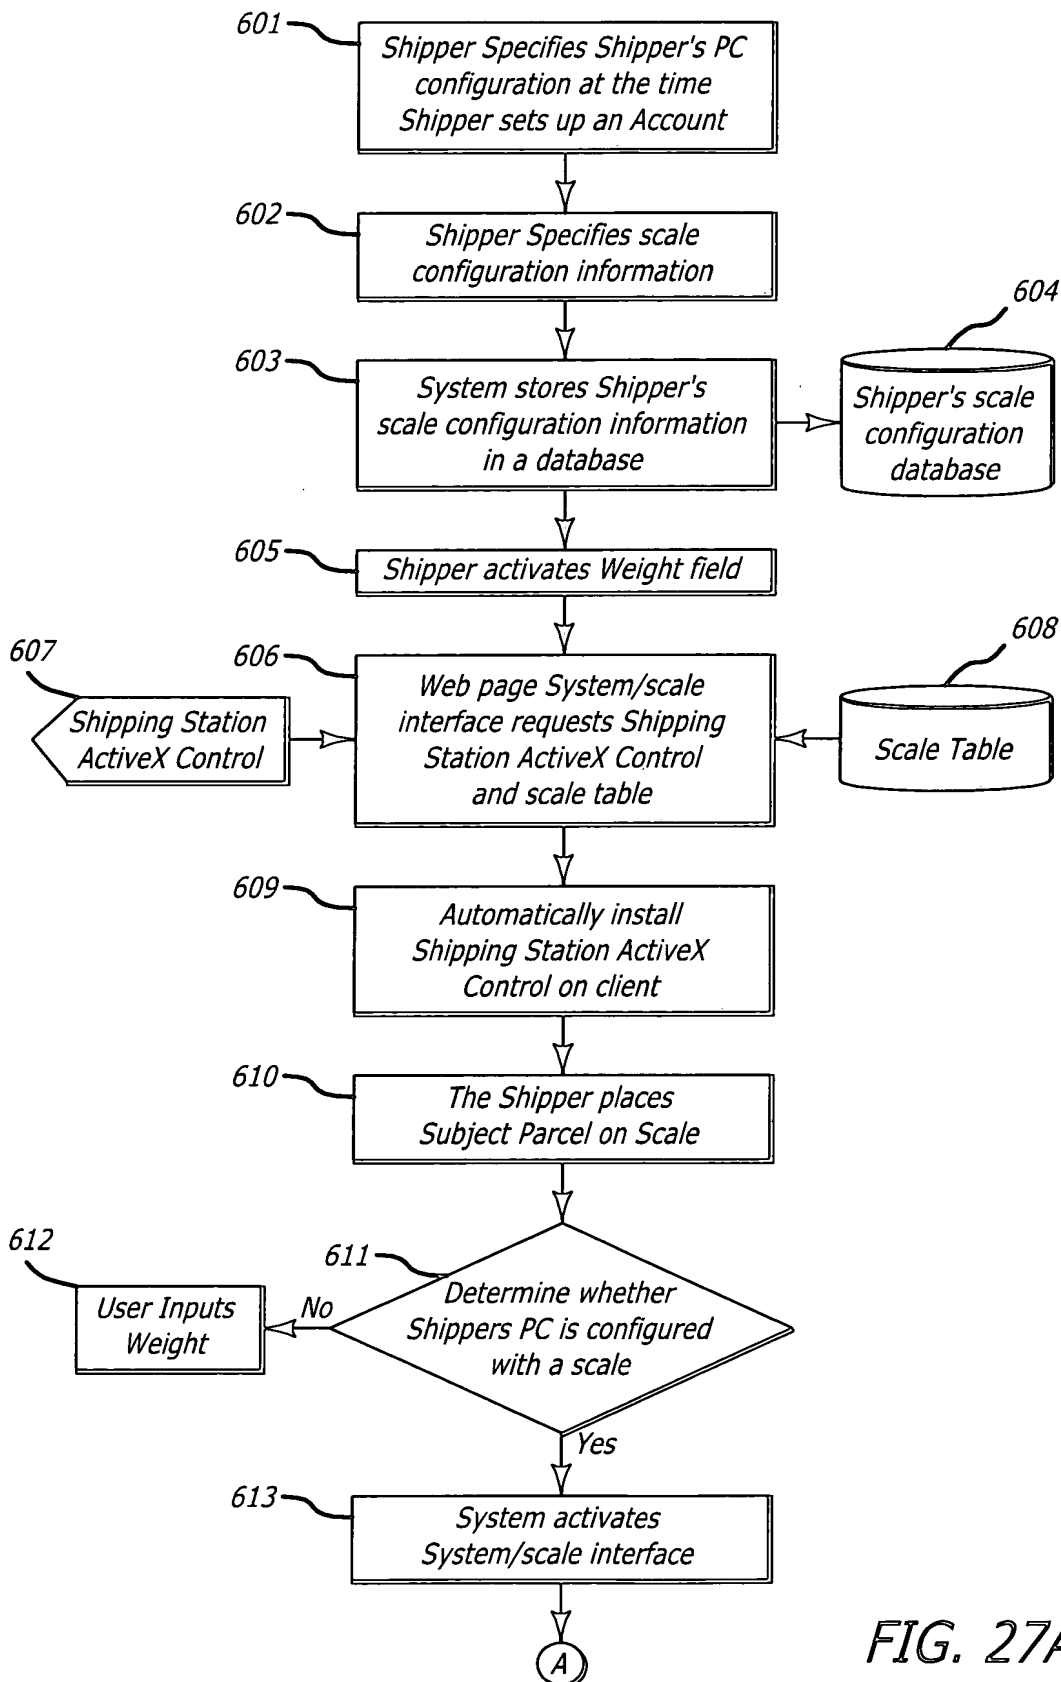 601
Shipper Specifies Shipper's PC
configuration at the time
Shipper sets up an Account
602
Shipper Specifies scale
configuration information
603
System stores Shipper's
scale configuration information
in a database
604
Shipper's scale
configuration
database
605
Shipper activates Weight field
606
Web page System/scale
interface requests Shipping
Station ActiveX Control
and scale table
607
Shipping Station
ActiveX Control
608
Scale Table
609
Automatically install
Shipping Station ActiveX
Control on client
610
The Shipper places
Subject Parcel on Scale
611
Determine whether
Shippers PC is configured
with a scale
No
612
User Inputs
Weight
Yes
613
System activates
System/scale interface
A
FIG. 27A